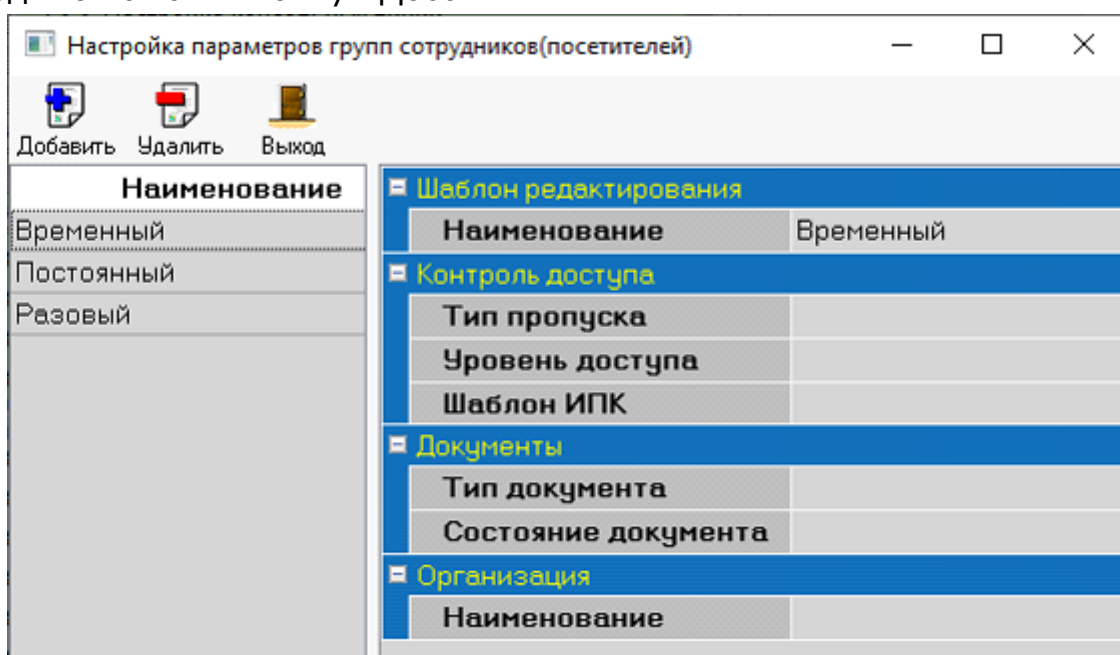 Настройка параметров групп сотрудников(посетителей)
Добавить Удалить Выход
Наименование
Временный
Постоянный
Разовый
Шаблон редактирования
Наименование Временный
Контроль доступа
Тип пропуска
Уровень доступа
Шаблон ИПК
Документы
Тип документа
Состояние документа
Организация
Наименование